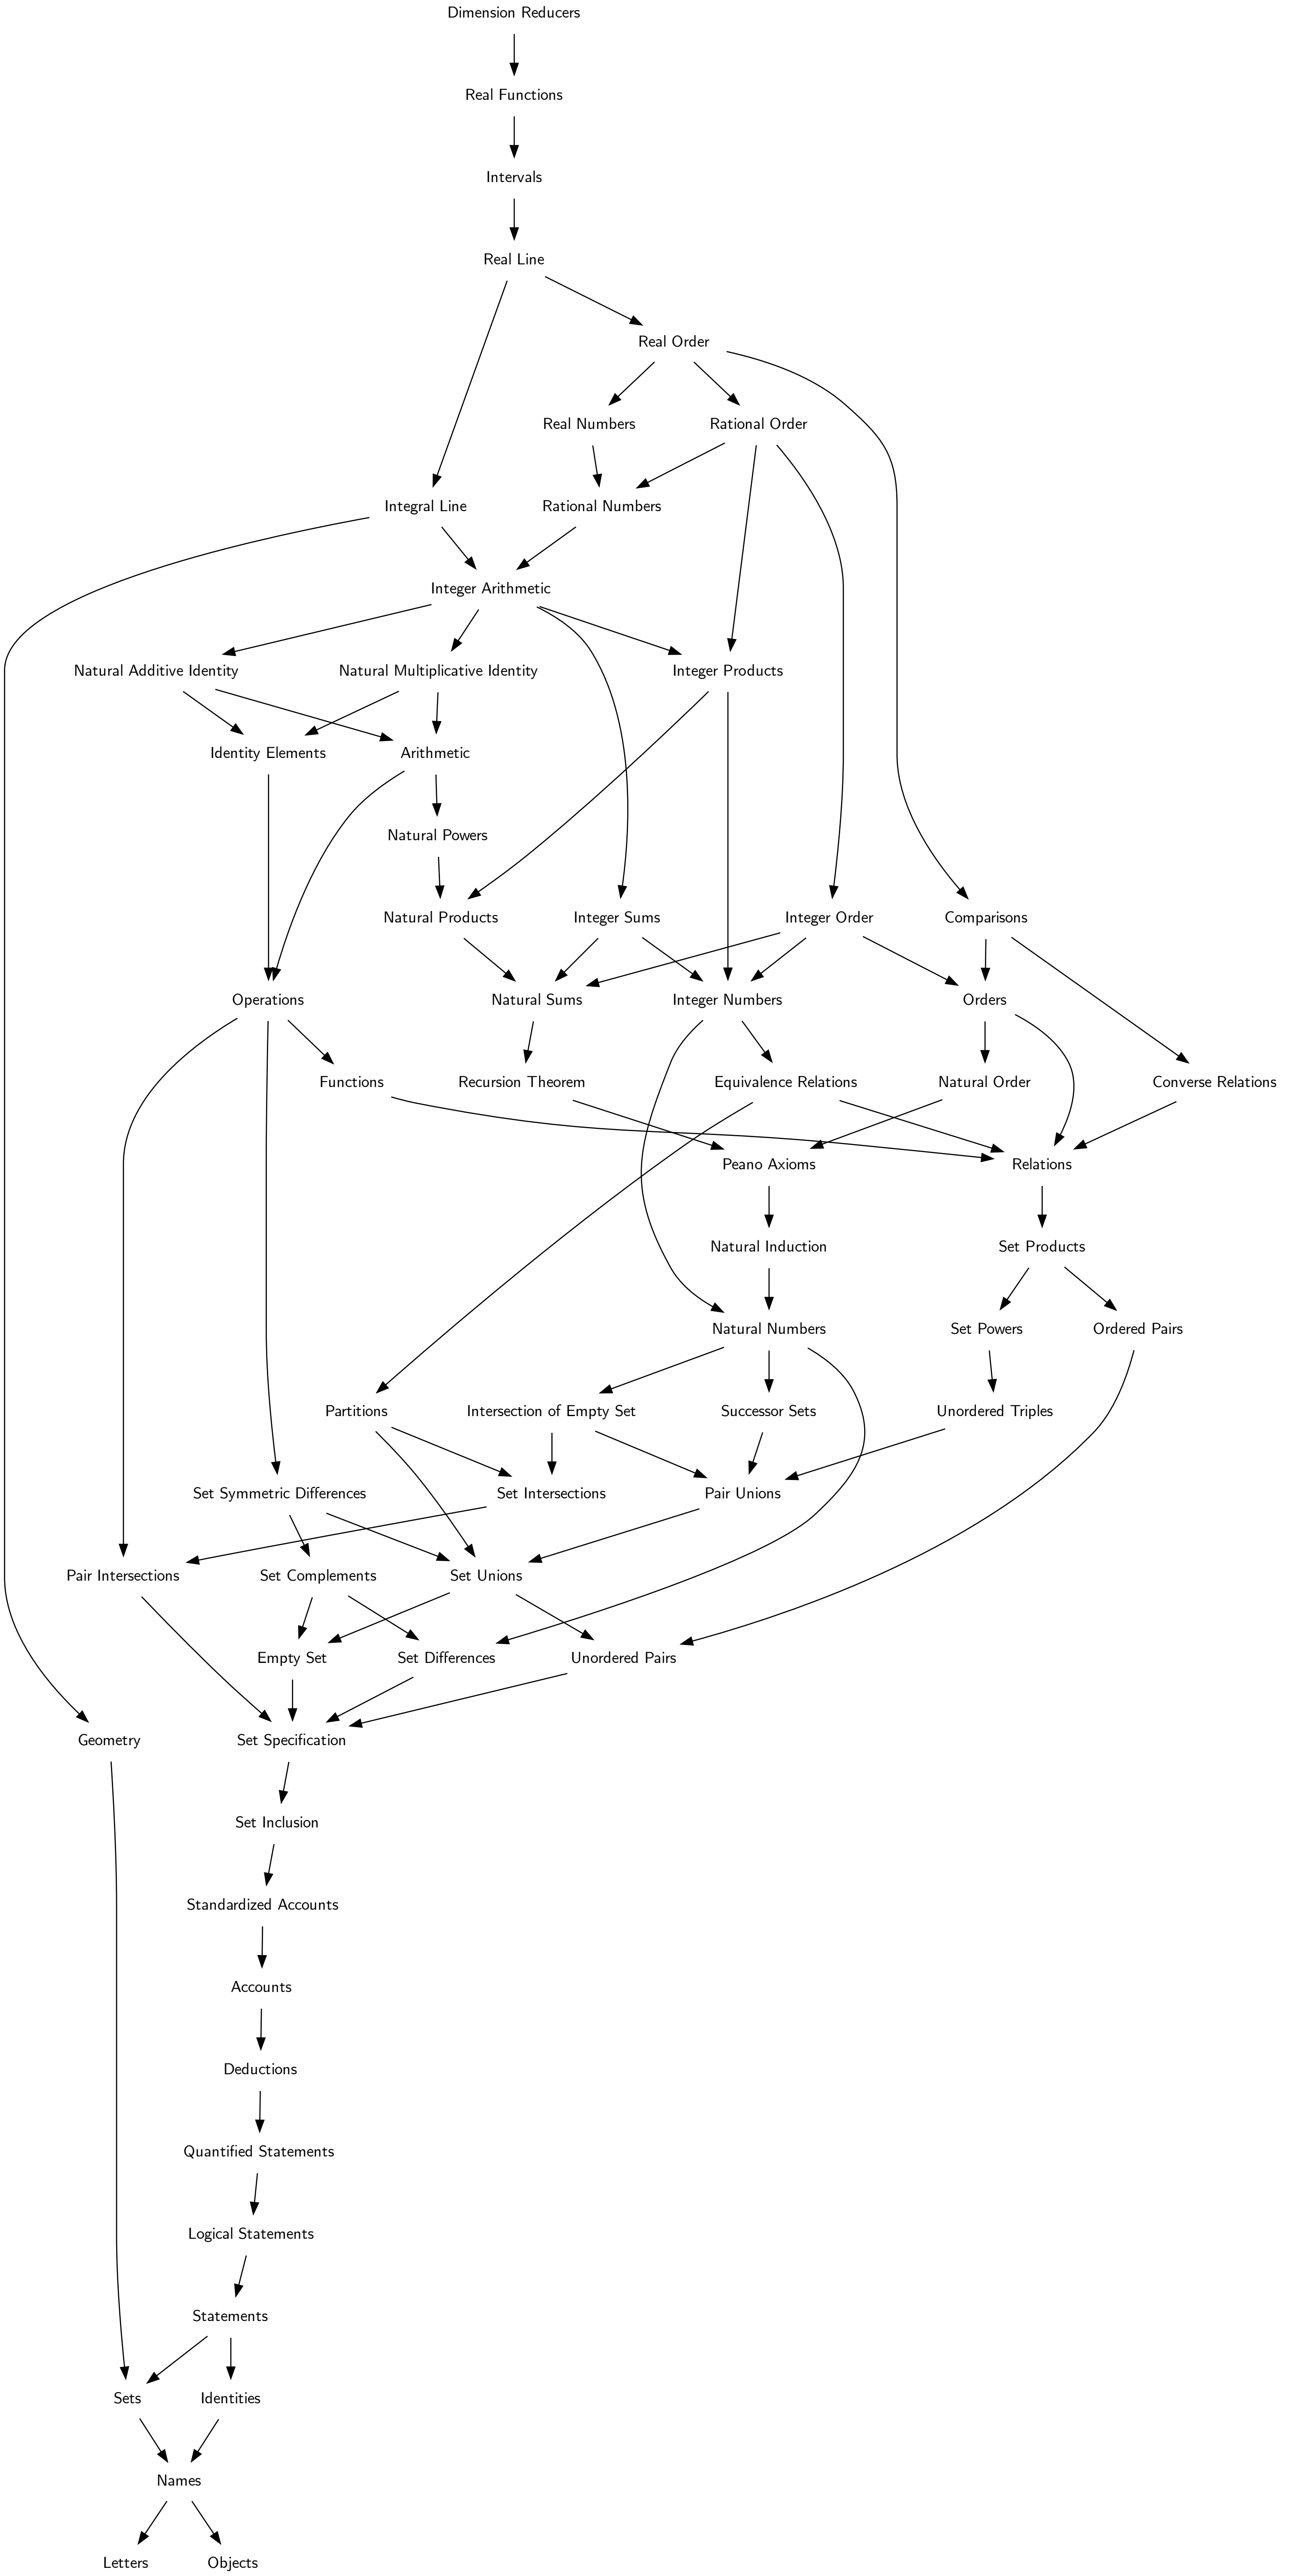 Dimension Reducers
Real Functions
Intervals
Real Line
Real Order
Real Numbers
Rational Order
Integral Line
Rational Numbers
Integer Arithmetic
Natural Additive Identity
Natural Multiplicative Identity
Integer Products
Identity Elements
Arithmetic
Natural Powers
Natural Products
Integer Sums
Integer Order
Comparisons
Operations
Natural Sums
Integer Numbers
Orders
Functions
Recursion Theorem
Equivalence Relations
Natural Order
Converse Relations
Peano Axioms
Relations
Natural Induction
Set Products
Natural Numbers
Set Powers
Ordered Pairs
Partitions
Intersection of Empty Set
Successor Sets
Unordered Triples
Set Symmetric Differences
Set Intersections
Pair Unions
Pair Intersections
Set Complements
Set Unions
Empty Set
Set Differences
Unordered Pairs
Geometry
Set Specification
Set Inclusion
Standardized Accounts
Accounts
Deductions
Quantified Statements
Logical Statements
Statements
Sets
Identities
Names
Letters
Objects